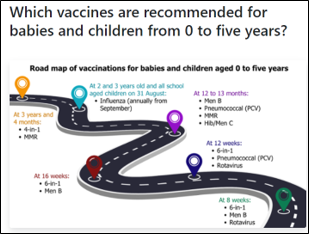 Which vaccines are recommended for
babies and children from 0 to five years?
Road map of vaccinations for babies and children aged 0 to five years
At 2 and 3 years old and all school
aged children on 31 August:
• Influenza (annually from
September)
At 12 to 13 months:
• Men B
• Pneumococcal (PCV)
• MMR
• Hib/Men C
At 3 years and
4 months:
• 4-in-1
• MMR
At 12 weeks:
• 6-in-1
• Pneumococcal (PCV)
• Rotavirus
At 16 weeks:
• 6-in-1
• Men B
At 8 weeks:
• 6-in-1
• Men B
• Rotavirus